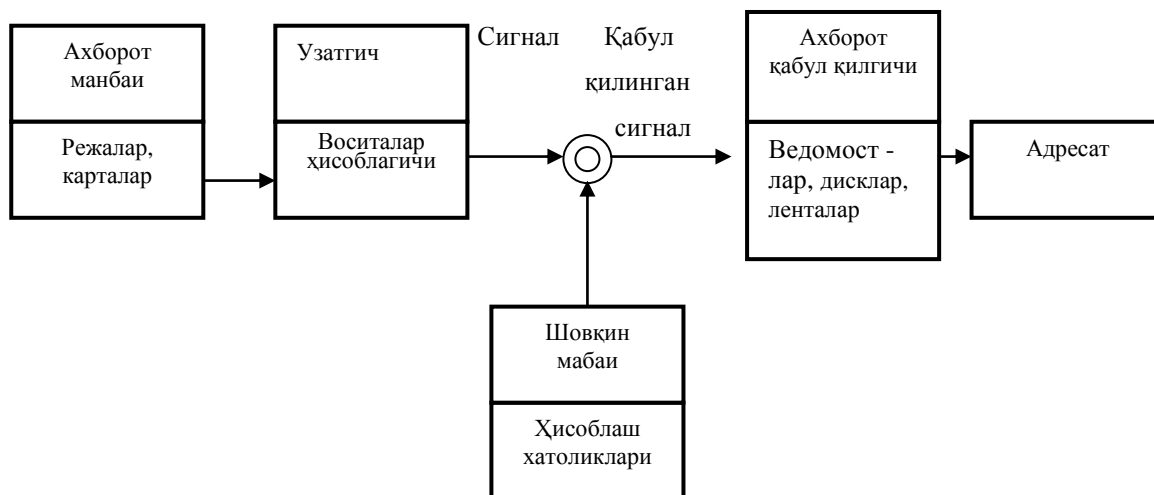 Ахборот
манбаи
Режалар,
карталар
Узатгич
Воситалар
ҳисоблагичи
Сигнал
Қабул
қилинган
сигнал
Ахборот
қабул қилгичи
Ведомост -
лар, дисклар,
ленталар
Адресат
Шовқин
мабаи
Ҳисоблаш
хатоликлари